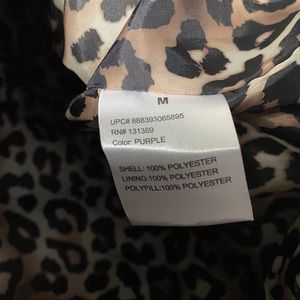 M
UPC# 888393065895
RN# 131369
Color: PURPLE
SHELL: 100% POLYESTER
LINING:100% POLYESTER
POLYFILL:100% POLYESTER